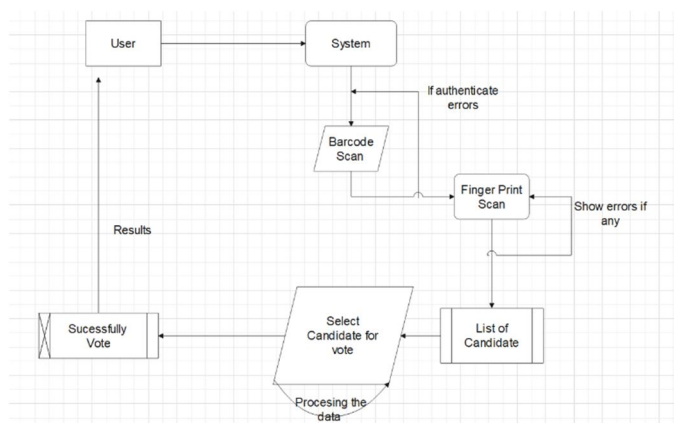 User
System
If authenticate
errors
Barcode
Scan
Finger Print
Scan
Show errors if
any
Results
Sucessfully
Vote
Select
Candidate for
vote
List of
Candidate
Procesing the
data